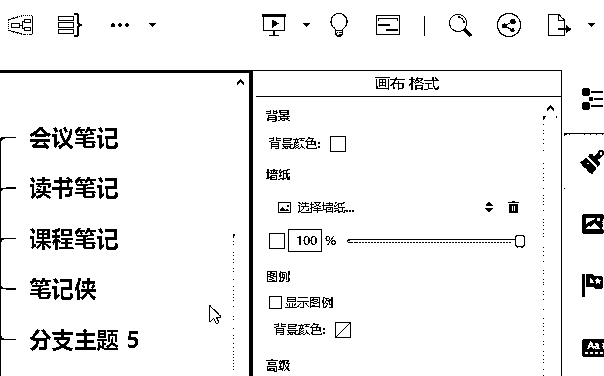 会议笔记
读书笔记
课程笔记
笔记侠
分支主题 5
画布 格式
背景
背景颜色:
墙纸
选择墙纸...
100 %
图例
显示图例
背景颜色:
高级
Aa